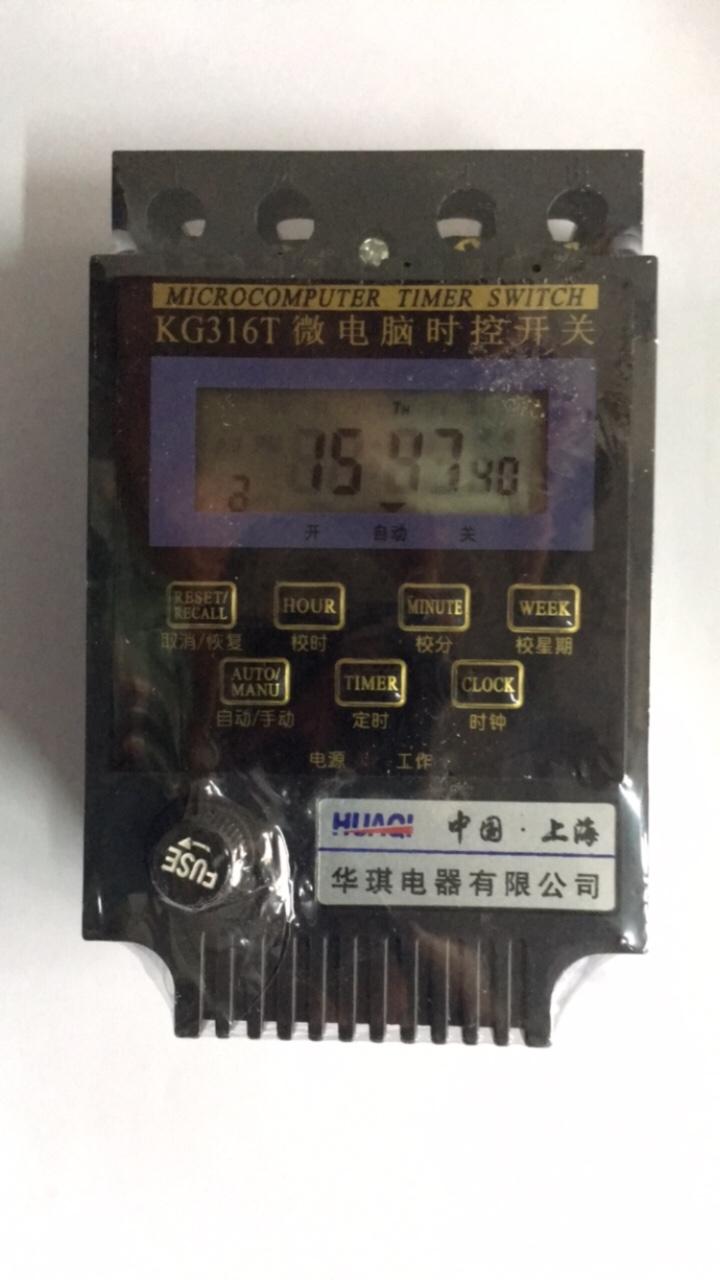 MICROCOMPUTER TIMER SWITCH
KG316T 微电脑时控开关
TH
15 47 40
开 自动 关
RESET/RECALL HOUR MINUTE WEEK
取消/恢复 校时 校分 校星期
AUTO/MANU TIMER CLOCK
自动/手动 定时 时钟
电源 工作
FUSE
HUAQI 中国·上海
华琪电器有限公司